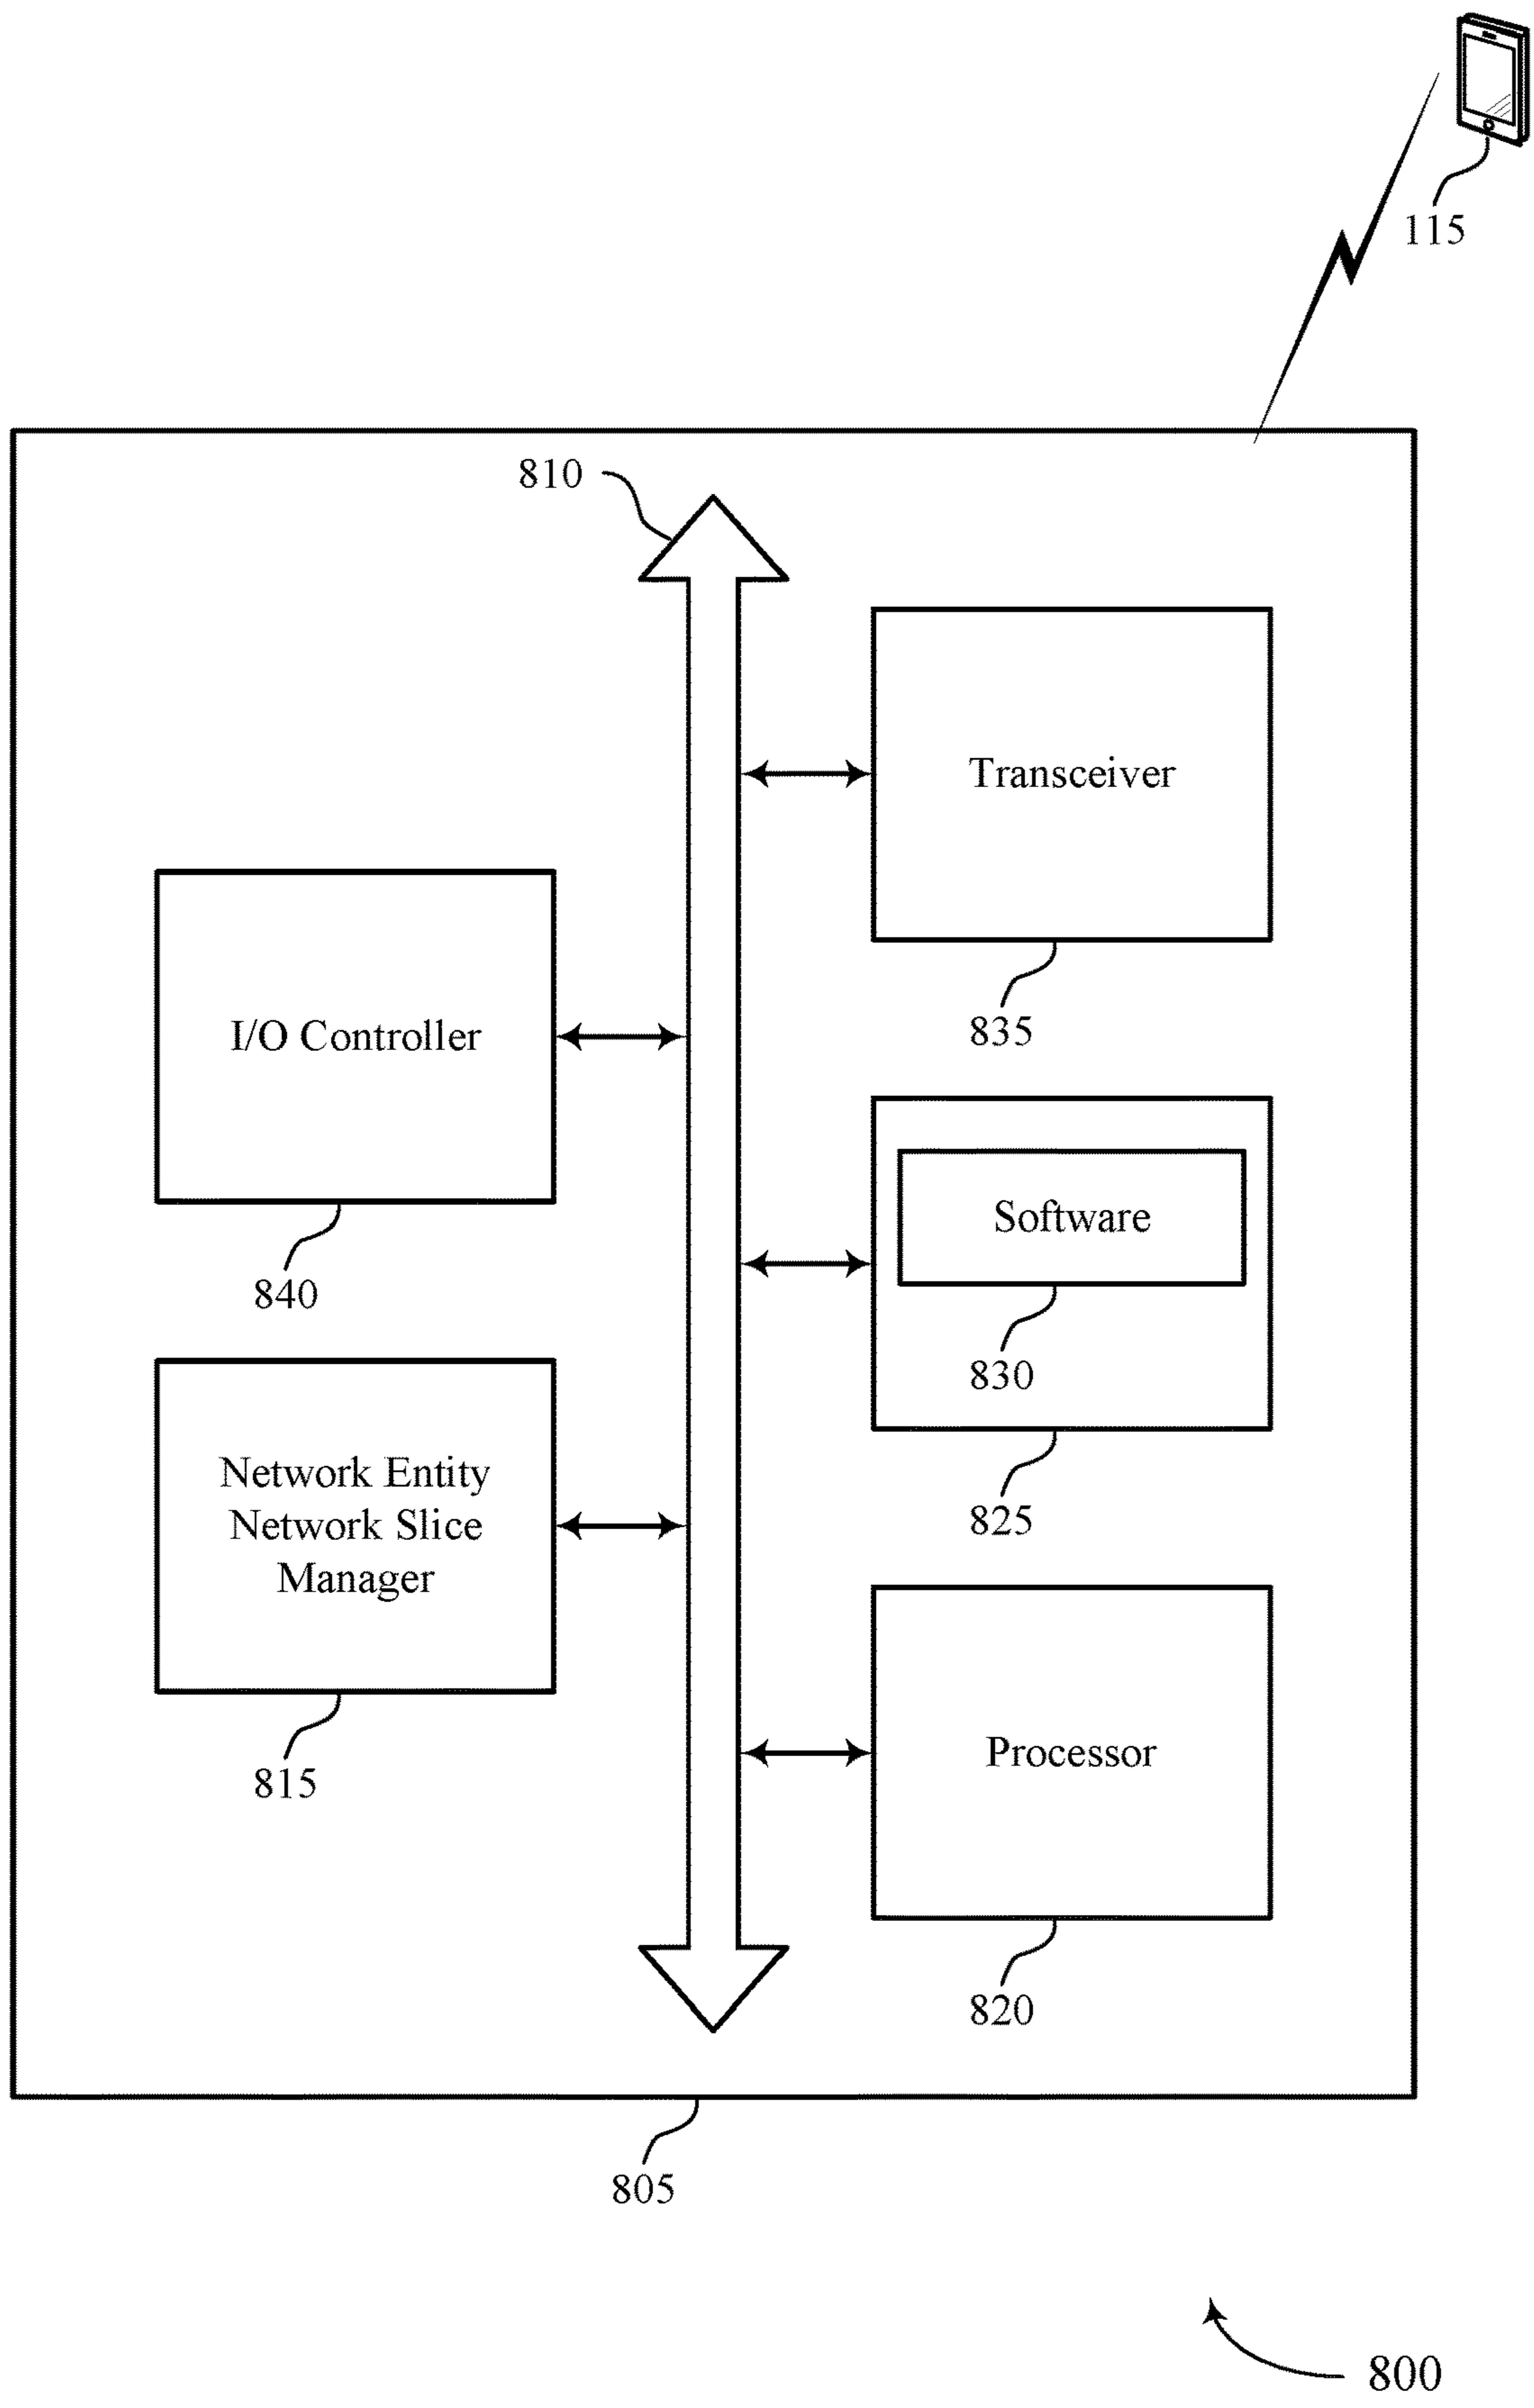 115
810
Transceiver
835
I/O Controller
840
Software
830
825
Network Entity
Network Slice
Manager
815
Processor
820
805
800